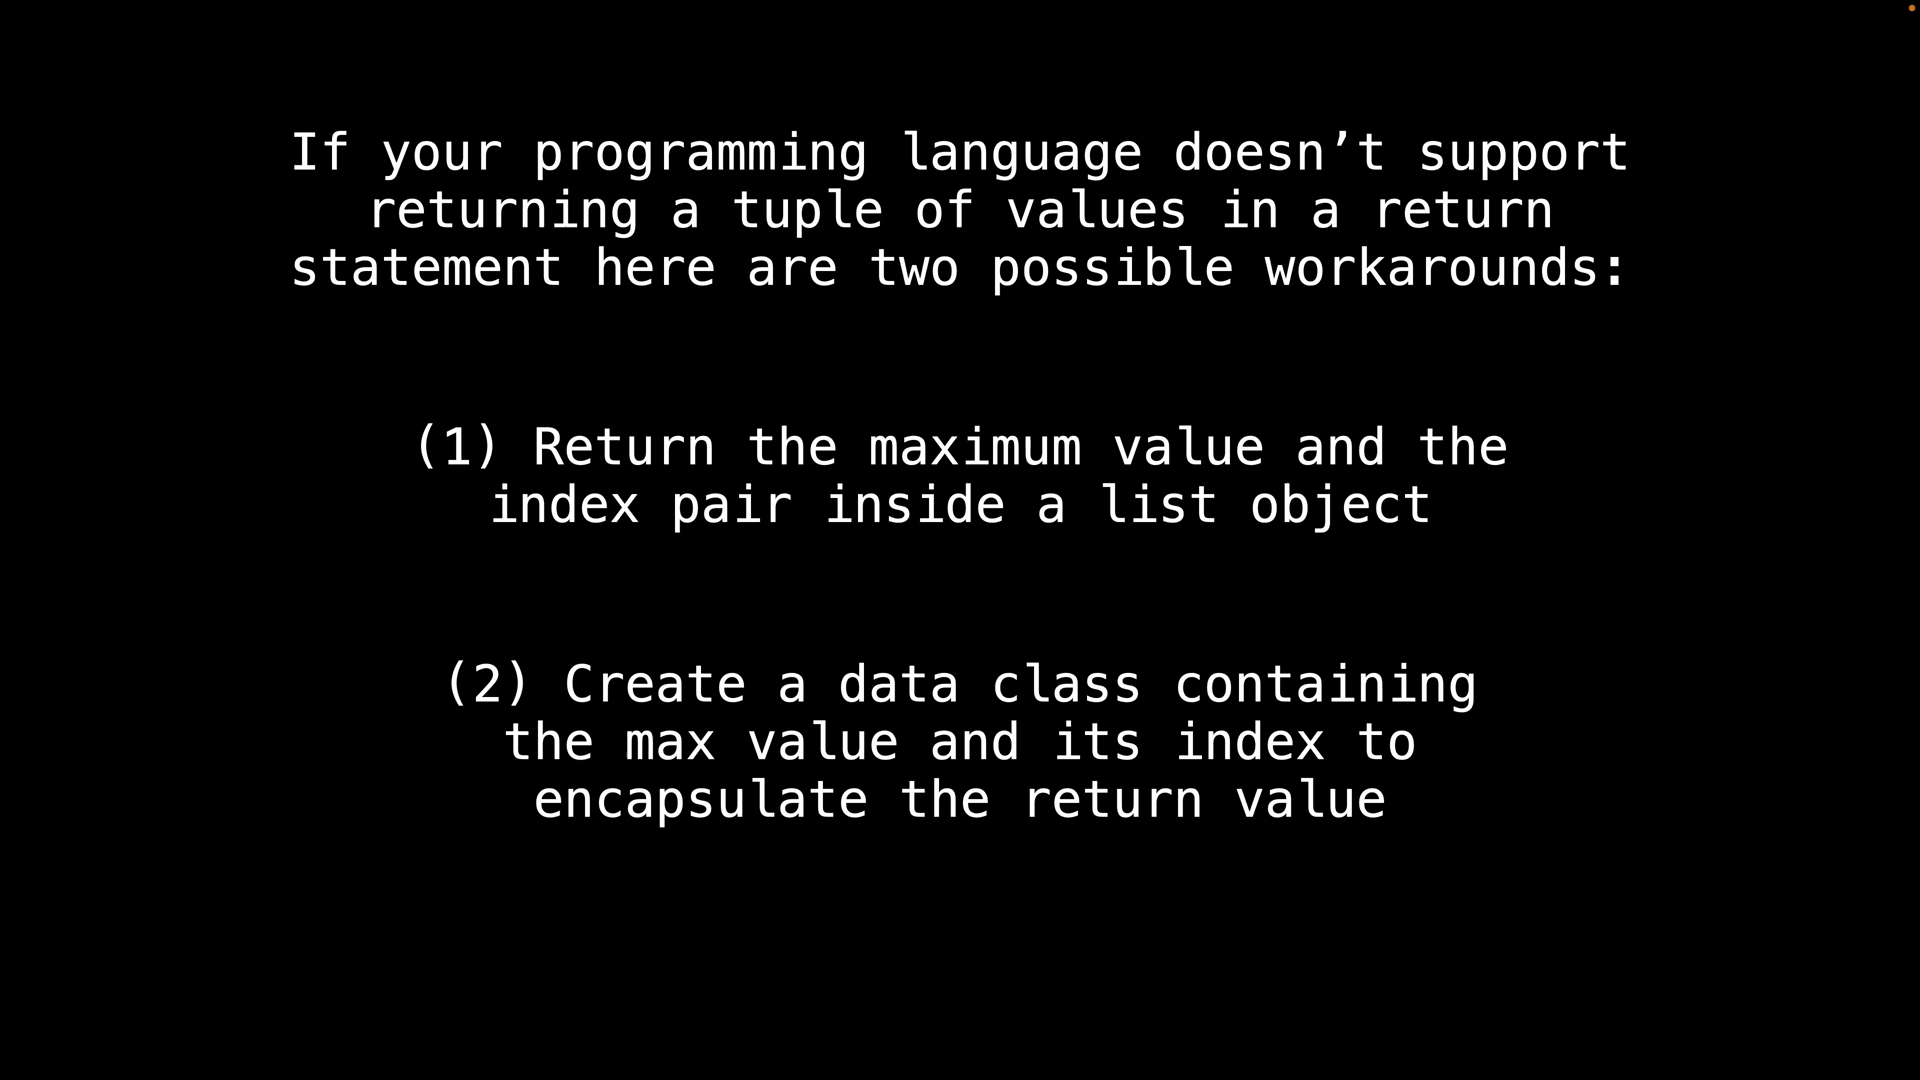 If your programming language doesn’t support
returning a tuple of values in a return
statement here are two possible workarounds:
(1) Return the maximum value and the
index pair inside a list object
(2) Create a data class containing
the max value and its index to
encapsulate the return value